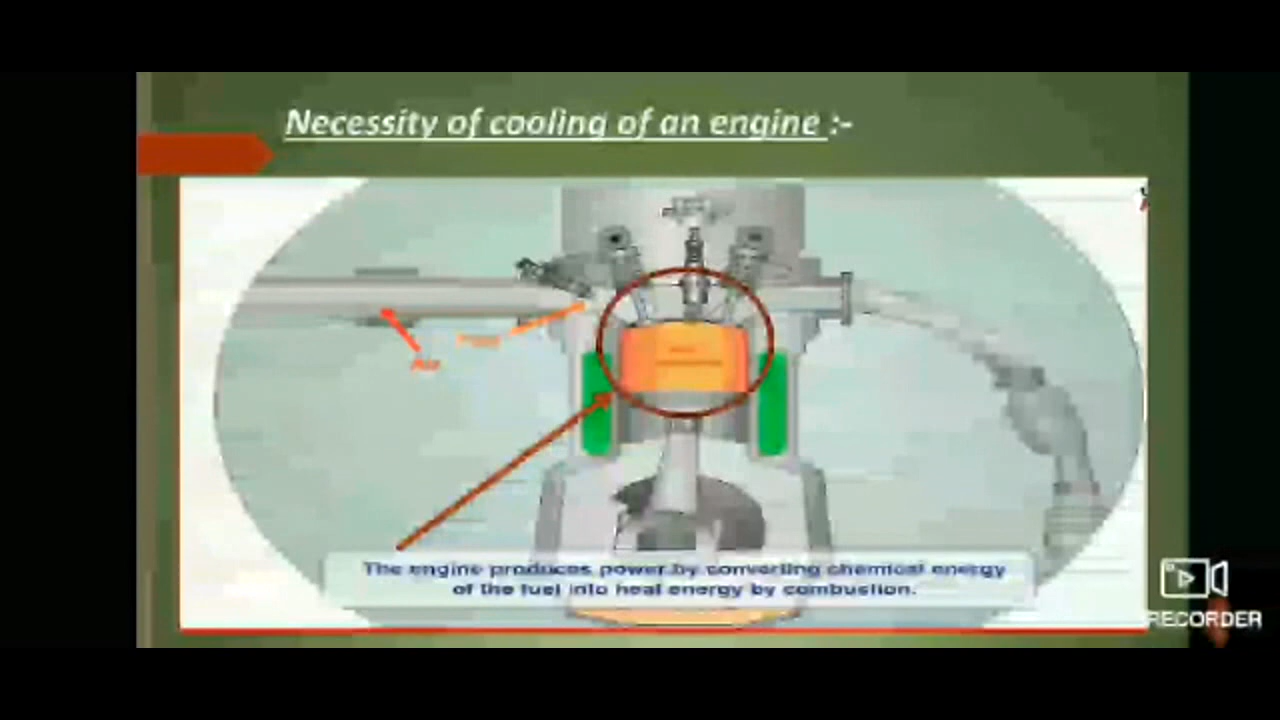 Necessity of cooling of an engine :-
Air
The engine produces power by converting chemical energy
of the fuel into heat energy by combustion.
RECORDER